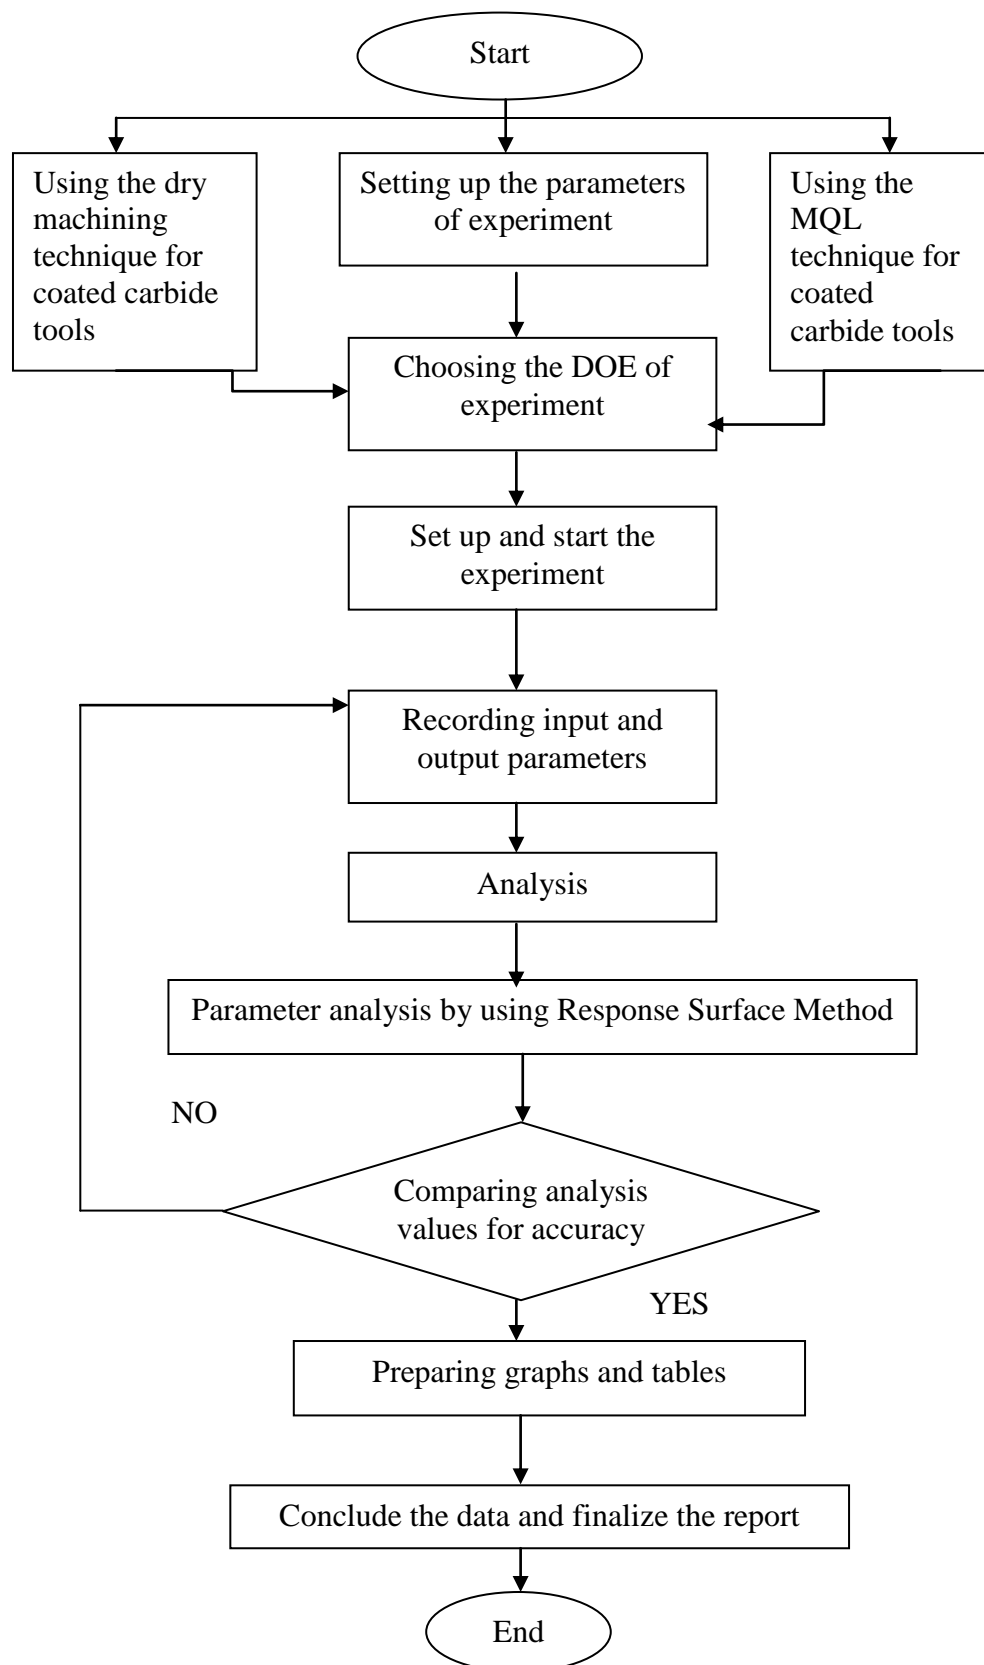 Start
Using the dry
machining
technique for
coated carbide
tools
Setting up the parameters
of experiment
Using the
MQL
technique for
coated
carbide tools
Choosing the DOE of
experiment
Set up and start the
experiment
Recording input and
output parameters
Analysis
Parameter analysis by using Response Surface Method
NO
Comparing analysis
values for accuracy
YES
Preparing graphs and tables
Conclude the data and finalize the report
End